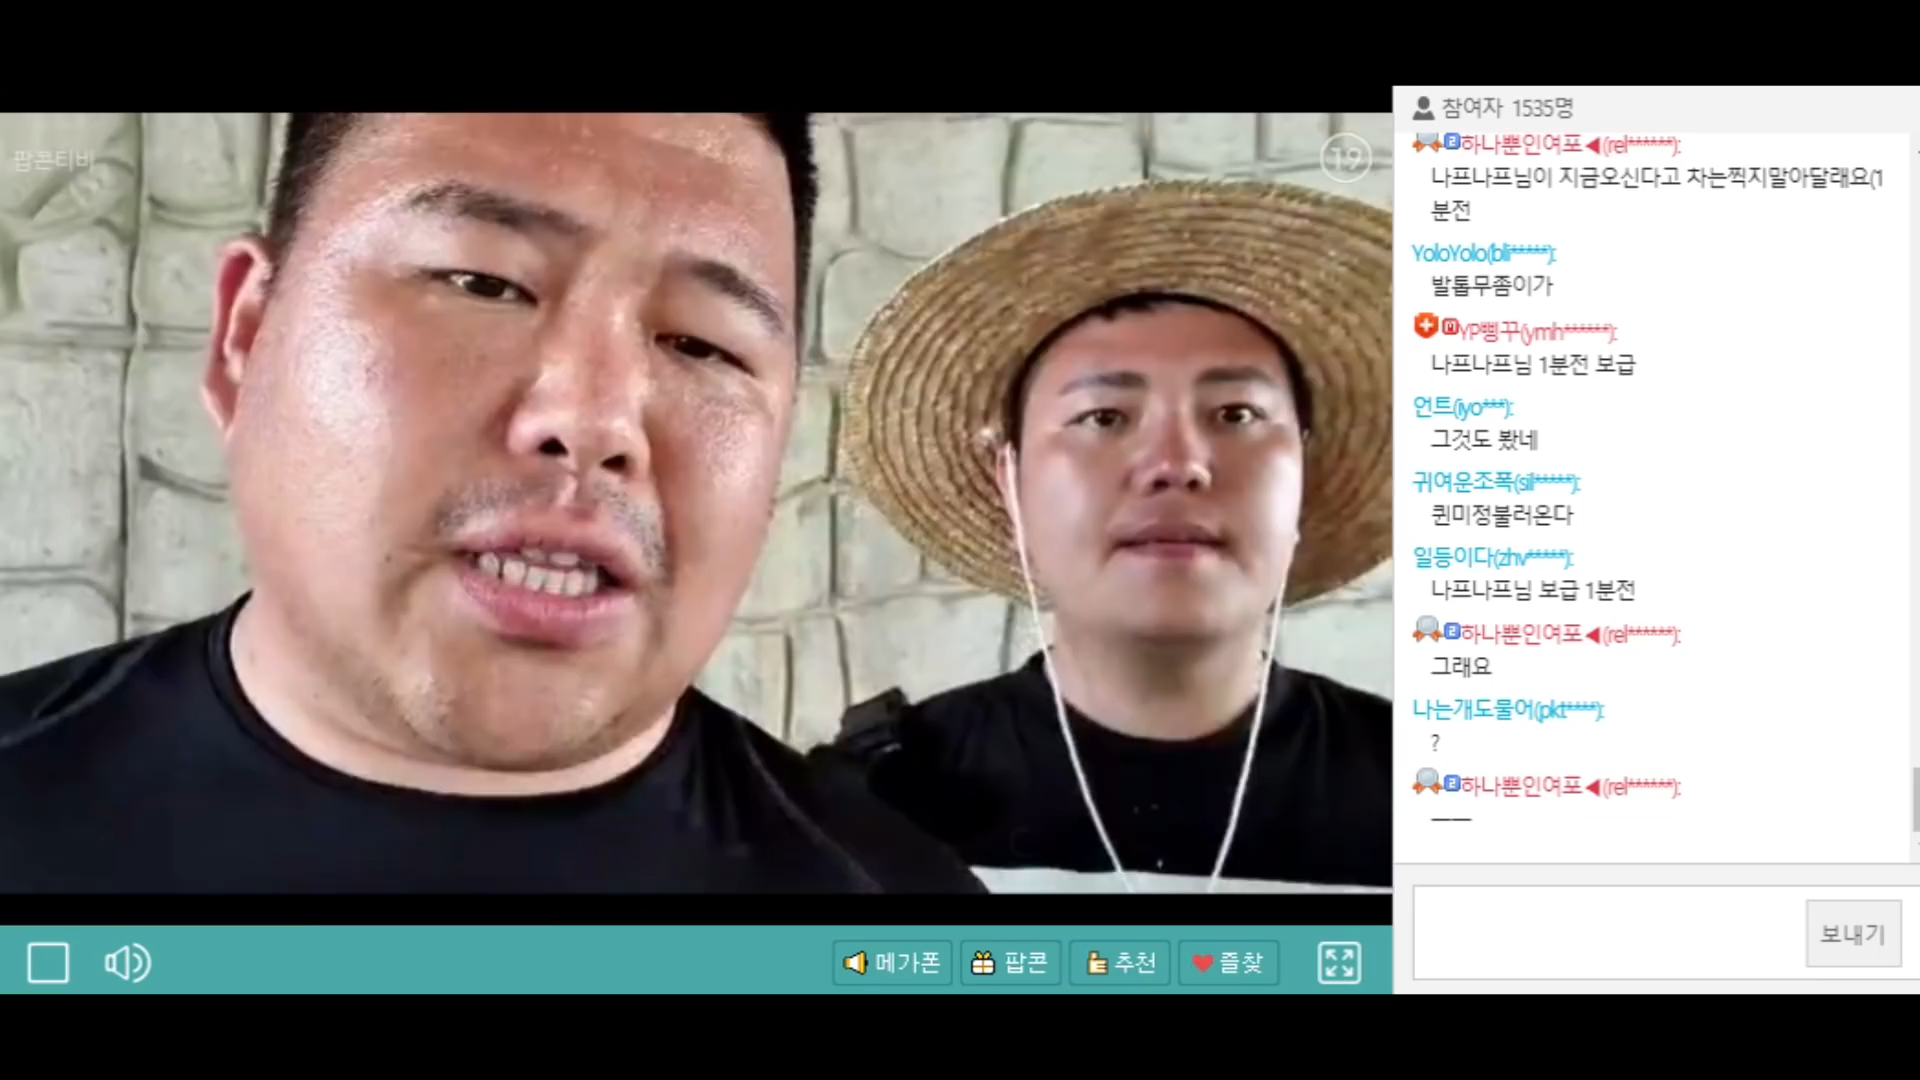 팝콘티비
19
참여자 1535명
하나뿐인여포◀(rel******):
나프나프님이 지금오신다고 차는찍지말아달래요(1
분전
YoloYolo(bli*****):
발톱무좀이가
YP삥꾸(ymh******):
나프나프님 1분전 보급
언트(iyo***):
그것도 봤네
귀여운조폭(sil*****):
퀸미정불러온다
일등이다(zhv*****):
나프나프님 보급 1분전
하나뿐인여포◀(rel******):
그래요
나는개도물어(pkt****):
?
하나뿐인여포◀(rel******):
메가폰
팝콘
추천
즐찾
보내기